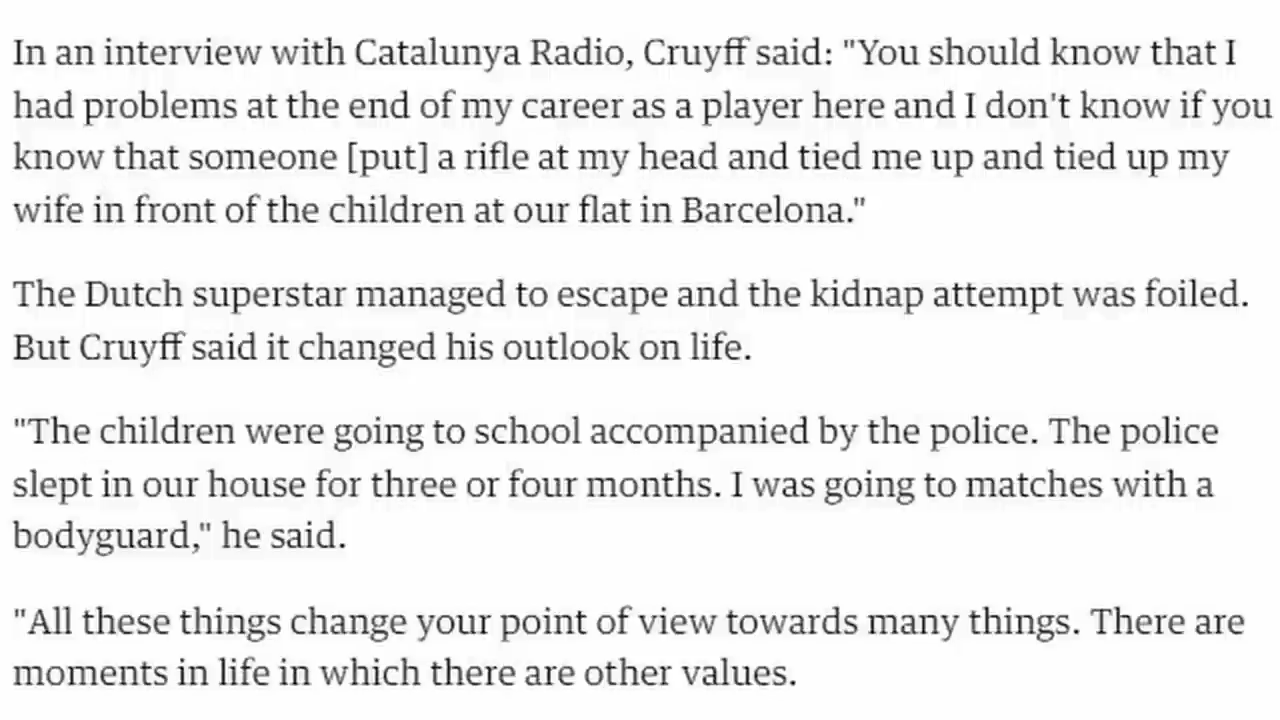 In an interview with Catalunya Radio, Cruyff said: "You should know that I
had problems at the end of my career as a player here and I don't know if you
know that someone [put] a rifle at my head and tied me up and tied up my
wife in front of the children at our flat in Barcelona."
The Dutch superstar managed to escape and the kidnap attempt was foiled.
But Cruyff said it changed his outlook on life.
"The children were going to school accompanied by the police. The police
slept in our house for three or four months. I was going to matches with a
bodyguard," he said.
"All these things change your point of view towards many things. There are
moments in life in which there are other values.